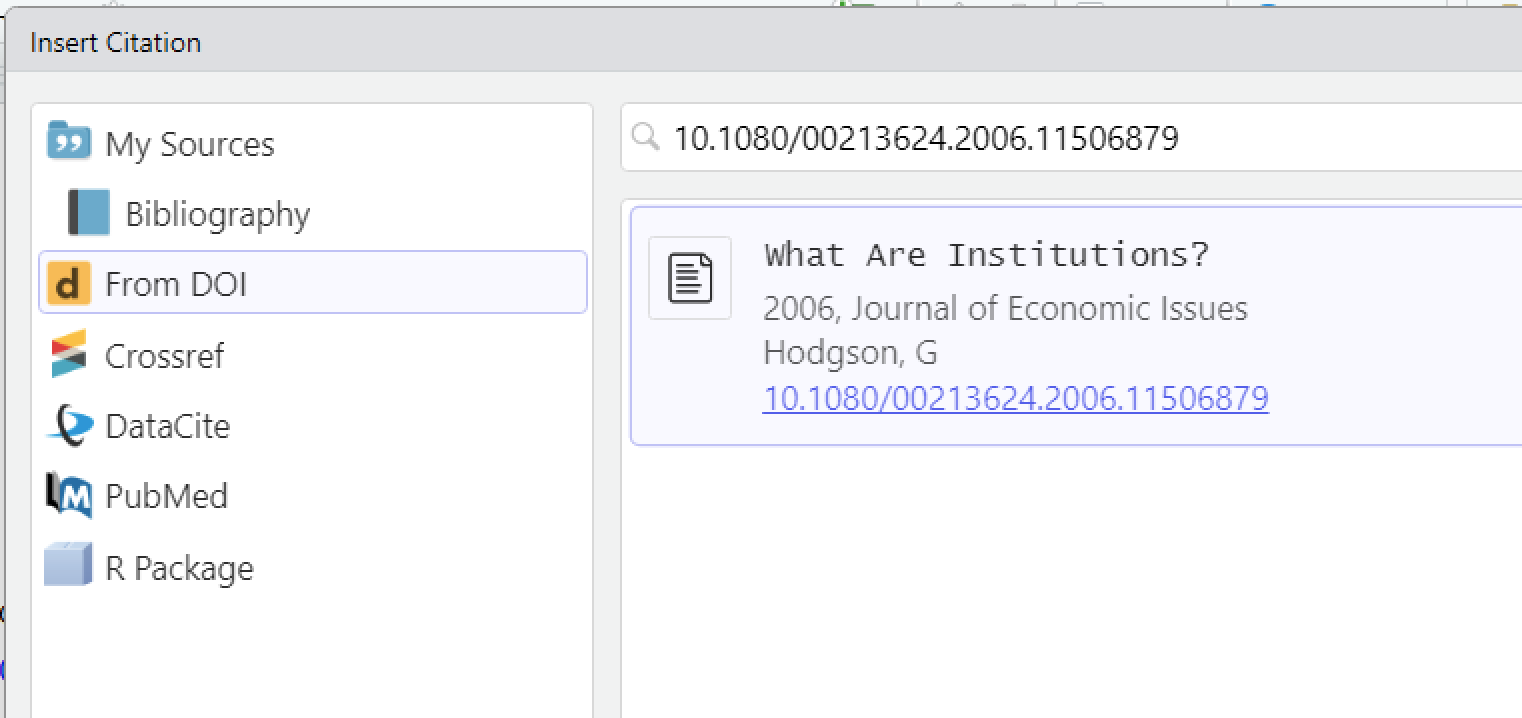 Insert Citation
My Sources
Bibliography
From DOI
Crossref
DataCite
PubMed
R Package
10.1080/00213624.2006.11506879
What Are Institutions?
2006, Journal of Economic Issues
Hodgson, G
10.1080/00213624.2006.11506879